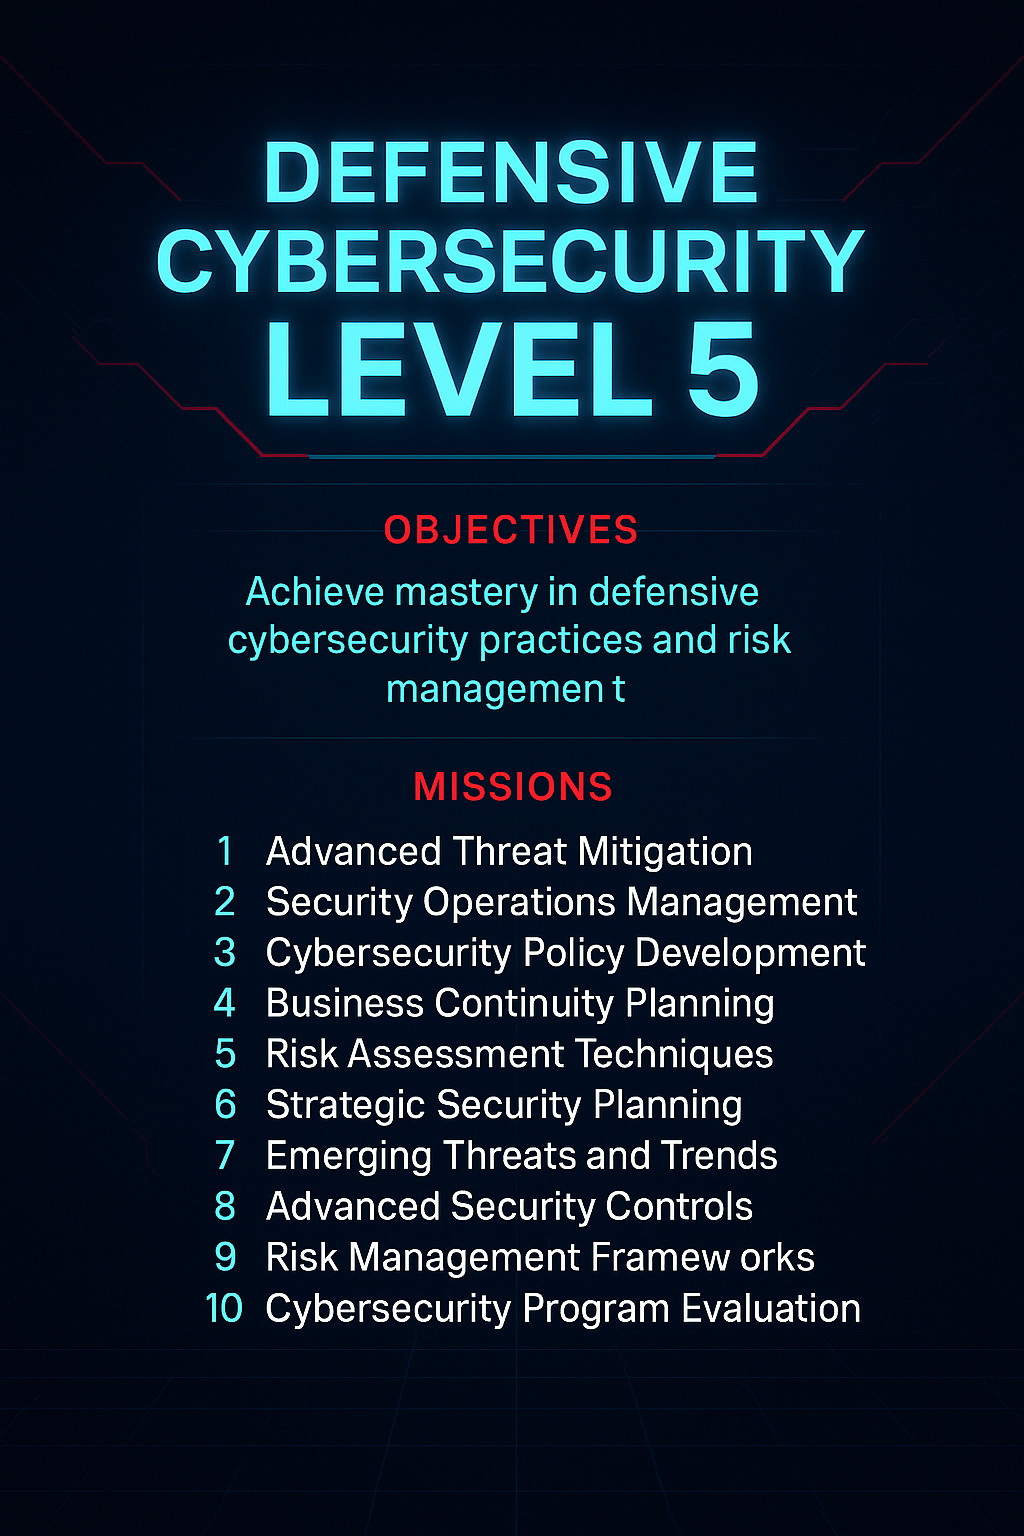 DEFENSIVE
CYBERSECURITY
LEVEL 5
OBJECTIVES
Achieve mastery in defensive
cybersecurity practices and risk
managemen t
MISSIONS
1 Advanced Threat Mitigation
2 Security Operations Management
3 Cybersecurity Policy Development
4 Business Continuity Planning
5 Risk Assessment Techniques
6 Strategic Security Planning
7 Emerging Threats and Trends
8 Advanced Security Controls
9 Risk Management Framew orks
10 Cybersecurity Program Evaluation